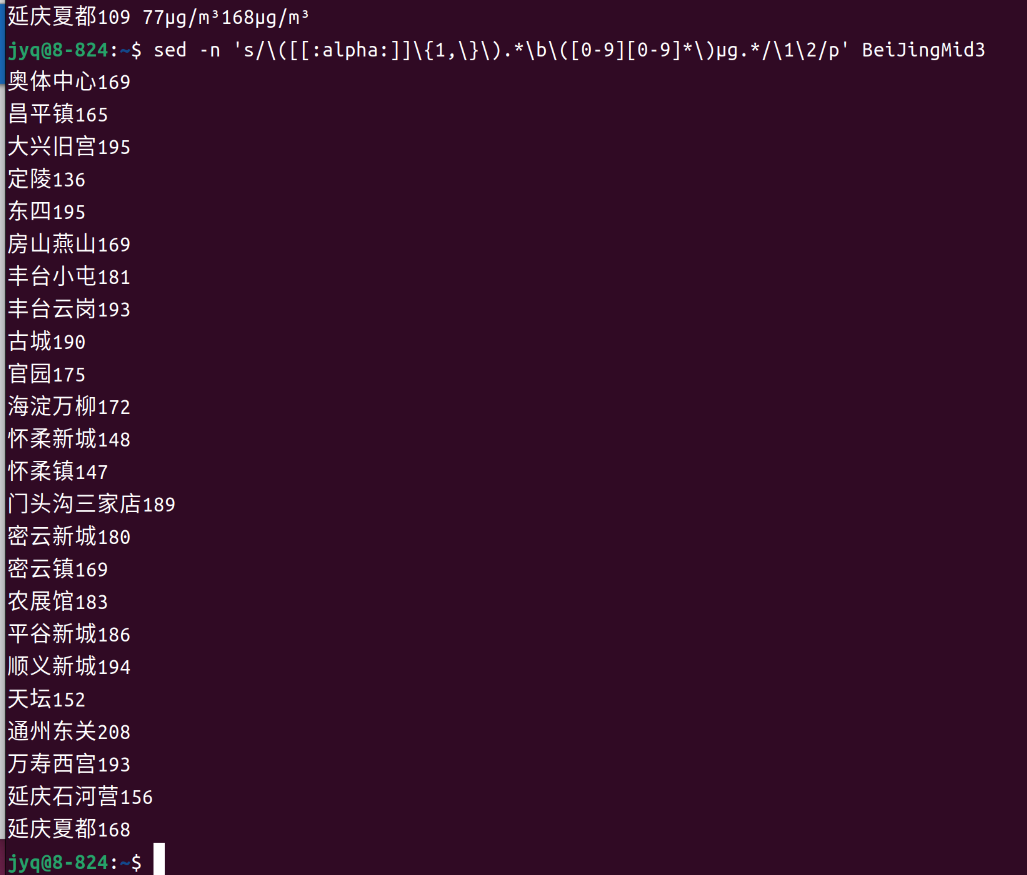 延庆夏都109 77μg/m³168μg/m³
jyq@8-824:~$ sed -n 's/\([[:alpha:]]\{1,\}\).*\b\([0-9][0-9]*\)μg.*/\1\2/p' BeiJingMid3
奥体中心169
昌平镇165
大兴旧宫195
定陵136
东四195
房山燕山169
丰台小屯181
丰台云岗193
古城190
官园175
海淀万柳172
怀柔新城148
怀柔镇147
门头沟三家店189
密云新城180
密云镇169
农展馆183
平谷新城186
顺义新城194
天坛152
通州东关208
万寿西宫193
延庆石河营156
延庆夏都168
jyq@8-824:~$